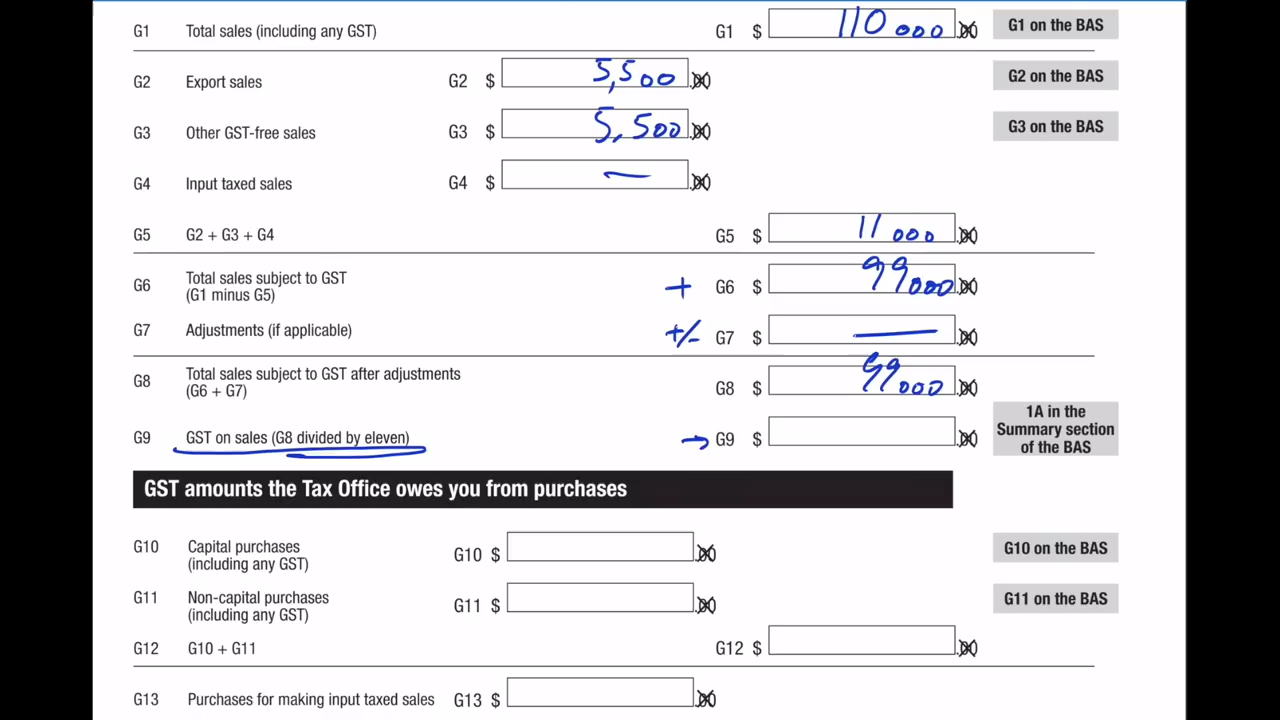 G1 Total sales (including any GST) G1 $ 110 000 .00 G1 on the BAS
G2 Export sales G2 $ 5,500 .00 G2 on the BAS
G3 Other GST-free sales G3 $ 5,500 .00 G3 on the BAS
G4 Input taxed sales G4 $ — .00
G5 G2 + G3 + G4 G5 $ 11 000 .00
G6 Total sales subject to GST
(G1 minus G5) + G6 $ 99000 .00
G7 Adjustments (if applicable) +/- G7 $ — .00
G8 Total sales subject to GST after adjustments
(G6 + G7) G8 $ 99000 .00
G9 GST on sales (G8 divided by eleven) → G9 $ .00
1A in the
Summary section
of the BAS
GST amounts the Tax Office owes you from purchases
G10 Capital purchases
(including any GST) G10 $ .00 G10 on the BAS
G11 Non-capital purchases
(including any GST) G11 $ .00 G11 on the BAS
G12 G10 + G11 G12 $ .00
G13 Purchases for making input taxed sales G13 $ .00